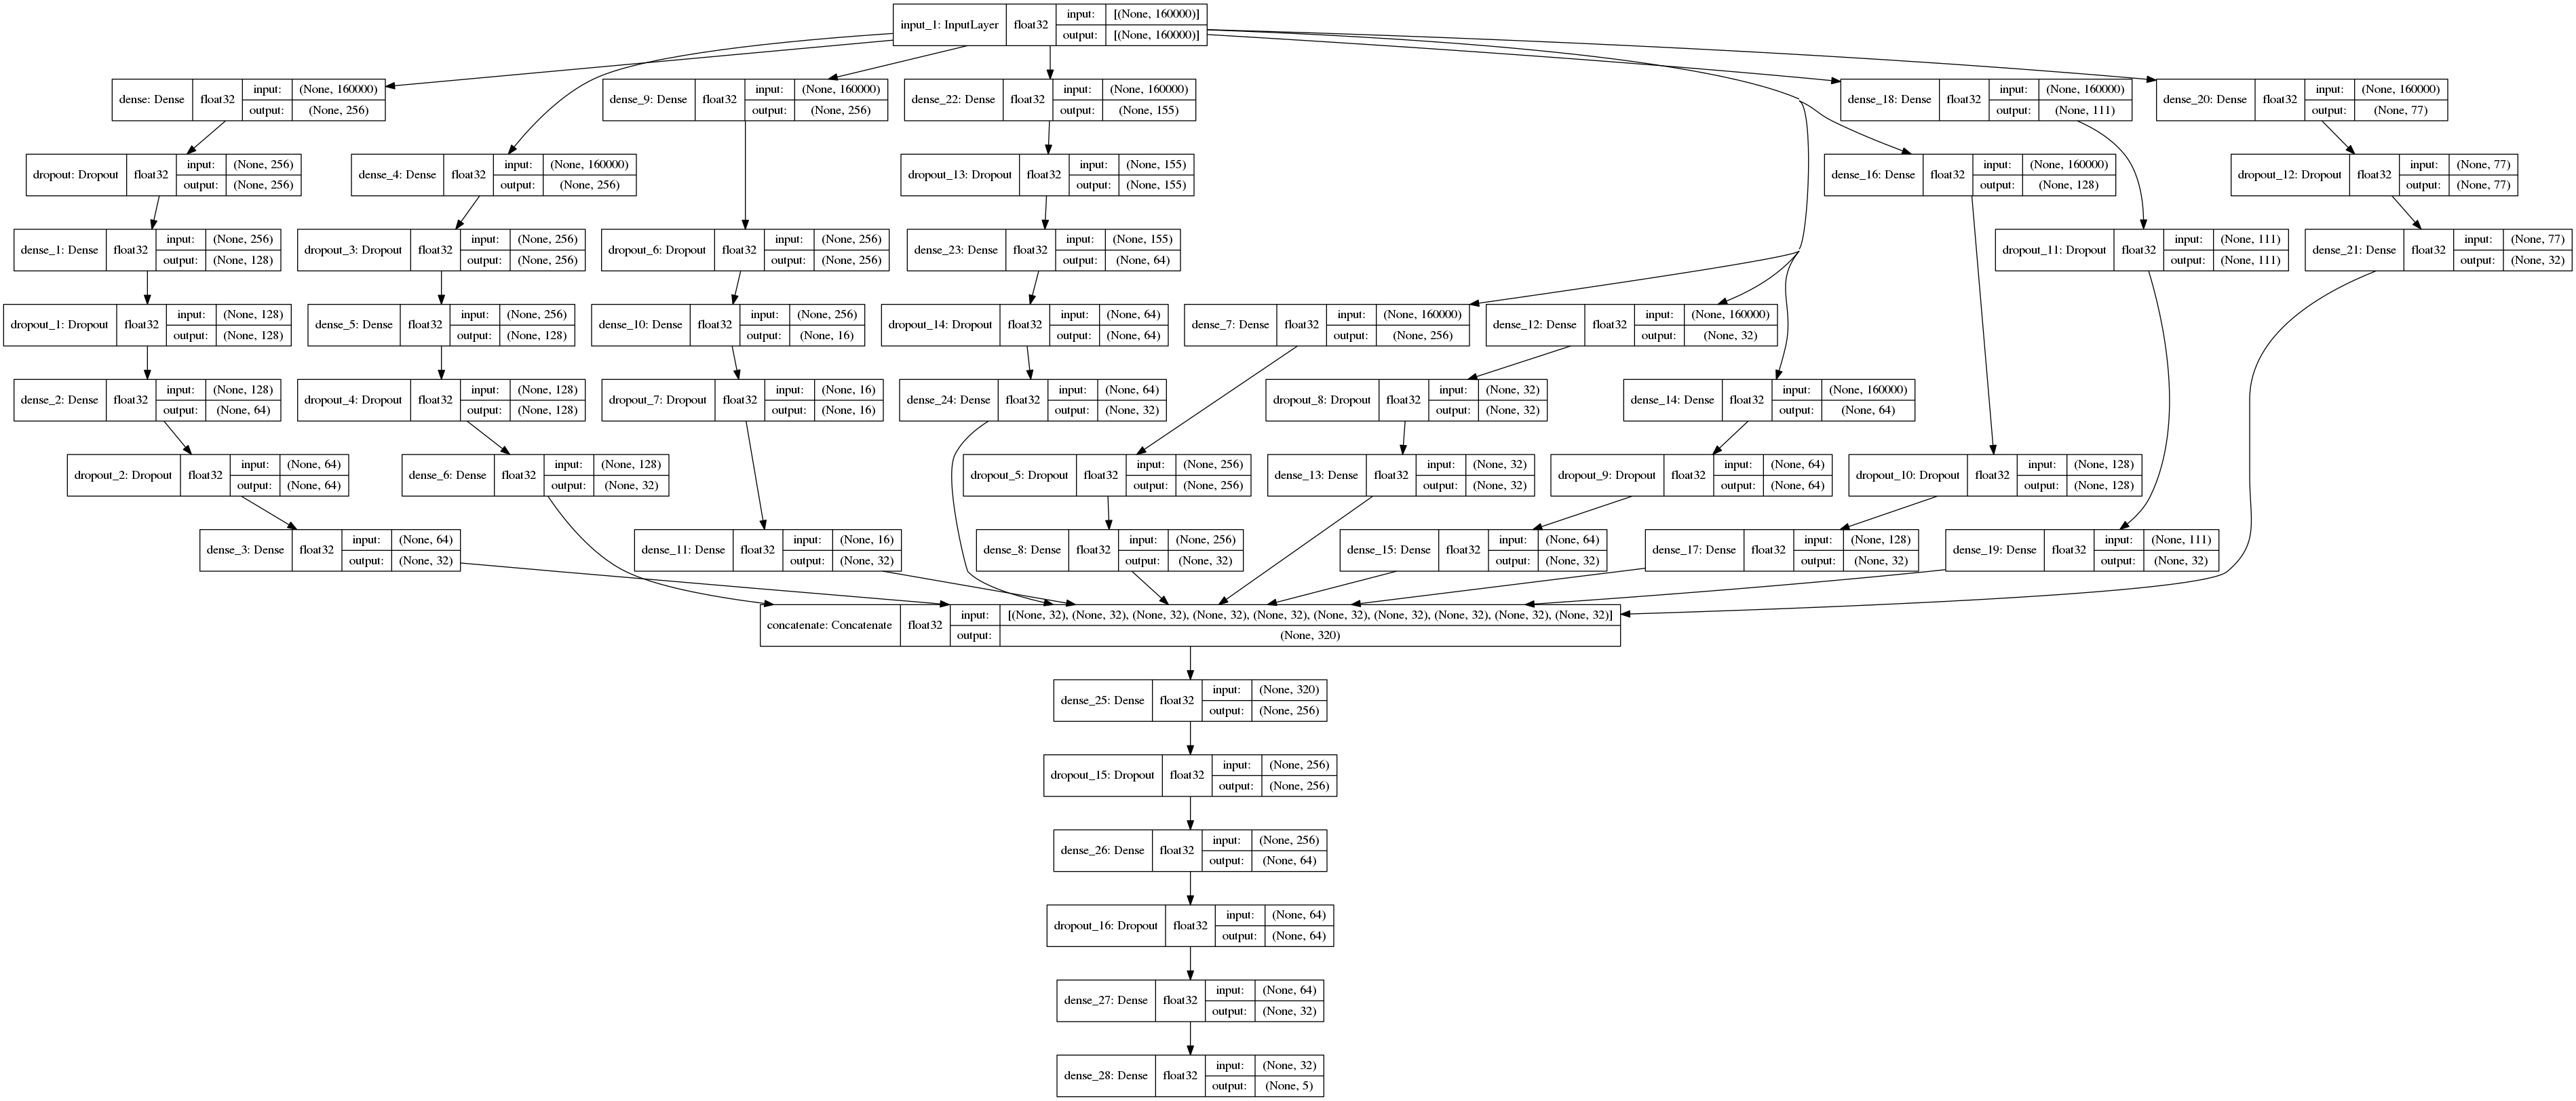 input_1: InputLayer float32 input: [(None, 160000)]
output: [(None, 160000)]
dense: Dense float32 input: (None, 160000)
output: (None, 256)
dense_9: Dense float32 input: (None, 160000)
output: (None, 256)
dense_22: Dense float32 input: (None, 160000)
output: (None, 155)
dense_18: Dense float32 input: (None, 160000)
output: (None, 111)
dense_20: Dense float32 input: (None, 160000)
output: (None, 77)
dropout: Dropout float32 input: (None, 256)
output: (None, 256)
dense_4: Dense float32 input: (None, 160000)
output: (None, 256)
dropout_13: Dropout float32 input: (None, 155)
output: (None, 155)
dense_16: Dense float32 input: (None, 160000)
output: (None, 128)
dropout_12: Dropout float32 input: (None, 77)
output: (None, 77)
dense_1: Dense float32 input: (None, 256)
output: (None, 128)
dropout_3: Dropout float32 input: (None, 256)
output: (None, 256)
dropout_6: Dropout float32 input: (None, 256)
output: (None, 256)
dense_23: Dense float32 input: (None, 155)
output: (None, 64)
dropout_11: Dropout float32 input: (None, 111)
output: (None, 111)
dense_21: Dense float32 input: (None, 77)
output: (None, 32)
dropout_1: Dropout float32 input: (None, 128)
output: (None, 128)
dense_5: Dense float32 input: (None, 256)
output: (None, 128)
dense_10: Dense float32 input: (None, 256)
output: (None, 16)
dropout_14: Dropout float32 input: (None, 64)
output: (None, 64)
dense_7: Dense float32 input: (None, 160000)
output: (None, 256)
dense_12: Dense float32 input: (None, 160000)
output: (None, 32)
dense_2: Dense float32 input: (None, 128)
output: (None, 64)
dropout_4: Dropout float32 input: (None, 128)
output: (None, 128)
dropout_7: Dropout float32 input: (None, 16)
output: (None, 16)
dense_24: Dense float32 input: (None, 64)
output: (None, 32)
dropout_8: Dropout float32 input: (None, 32)
output: (None, 32)
dense_14: Dense float32 input: (None, 160000)
output: (None, 64)
dropout_2: Dropout float32 input: (None, 64)
output: (None, 64)
dense_6: Dense float32 input: (None, 128)
output: (None, 32)
dropout_5: Dropout float32 input: (None, 256)
output: (None, 256)
dense_13: Dense float32 input: (None, 32)
output: (None, 32)
dropout_9: Dropout float32 input: (None, 64)
output: (None, 64)
dropout_10: Dropout float32 input: (None, 128)
output: (None, 128)
dense_3: Dense float32 input: (None, 64)
output: (None, 32)
dense_11: Dense float32 input: (None, 16)
output: (None, 32)
dense_8: Dense float32 input: (None, 256)
output: (None, 32)
dense_15: Dense float32 input: (None, 64)
output: (None, 32)
dense_17: Dense float32 input: (None, 128)
output: (None, 32)
dense_19: Dense float32 input: (None, 111)
output: (None, 32)
concatenate: Concatenate float32 input: [(None, 32), (None, 32), (None, 32), (None, 32), (None, 32), (None, 32), (None, 32), (None, 32), (None, 32), (None, 32)]
output: (None, 320)
dense_25: Dense float32 input: (None, 320)
output: (None, 256)
dropout_15: Dropout float32 input: (None, 256)
output: (None, 256)
dense_26: Dense float32 input: (None, 256)
output: (None, 64)
dropout_16: Dropout float32 input: (None, 64)
output: (None, 64)
dense_27: Dense float32 input: (None, 64)
output: (None, 32)
dense_28: Dense float32 input: (None, 32)
output: (None, 5)